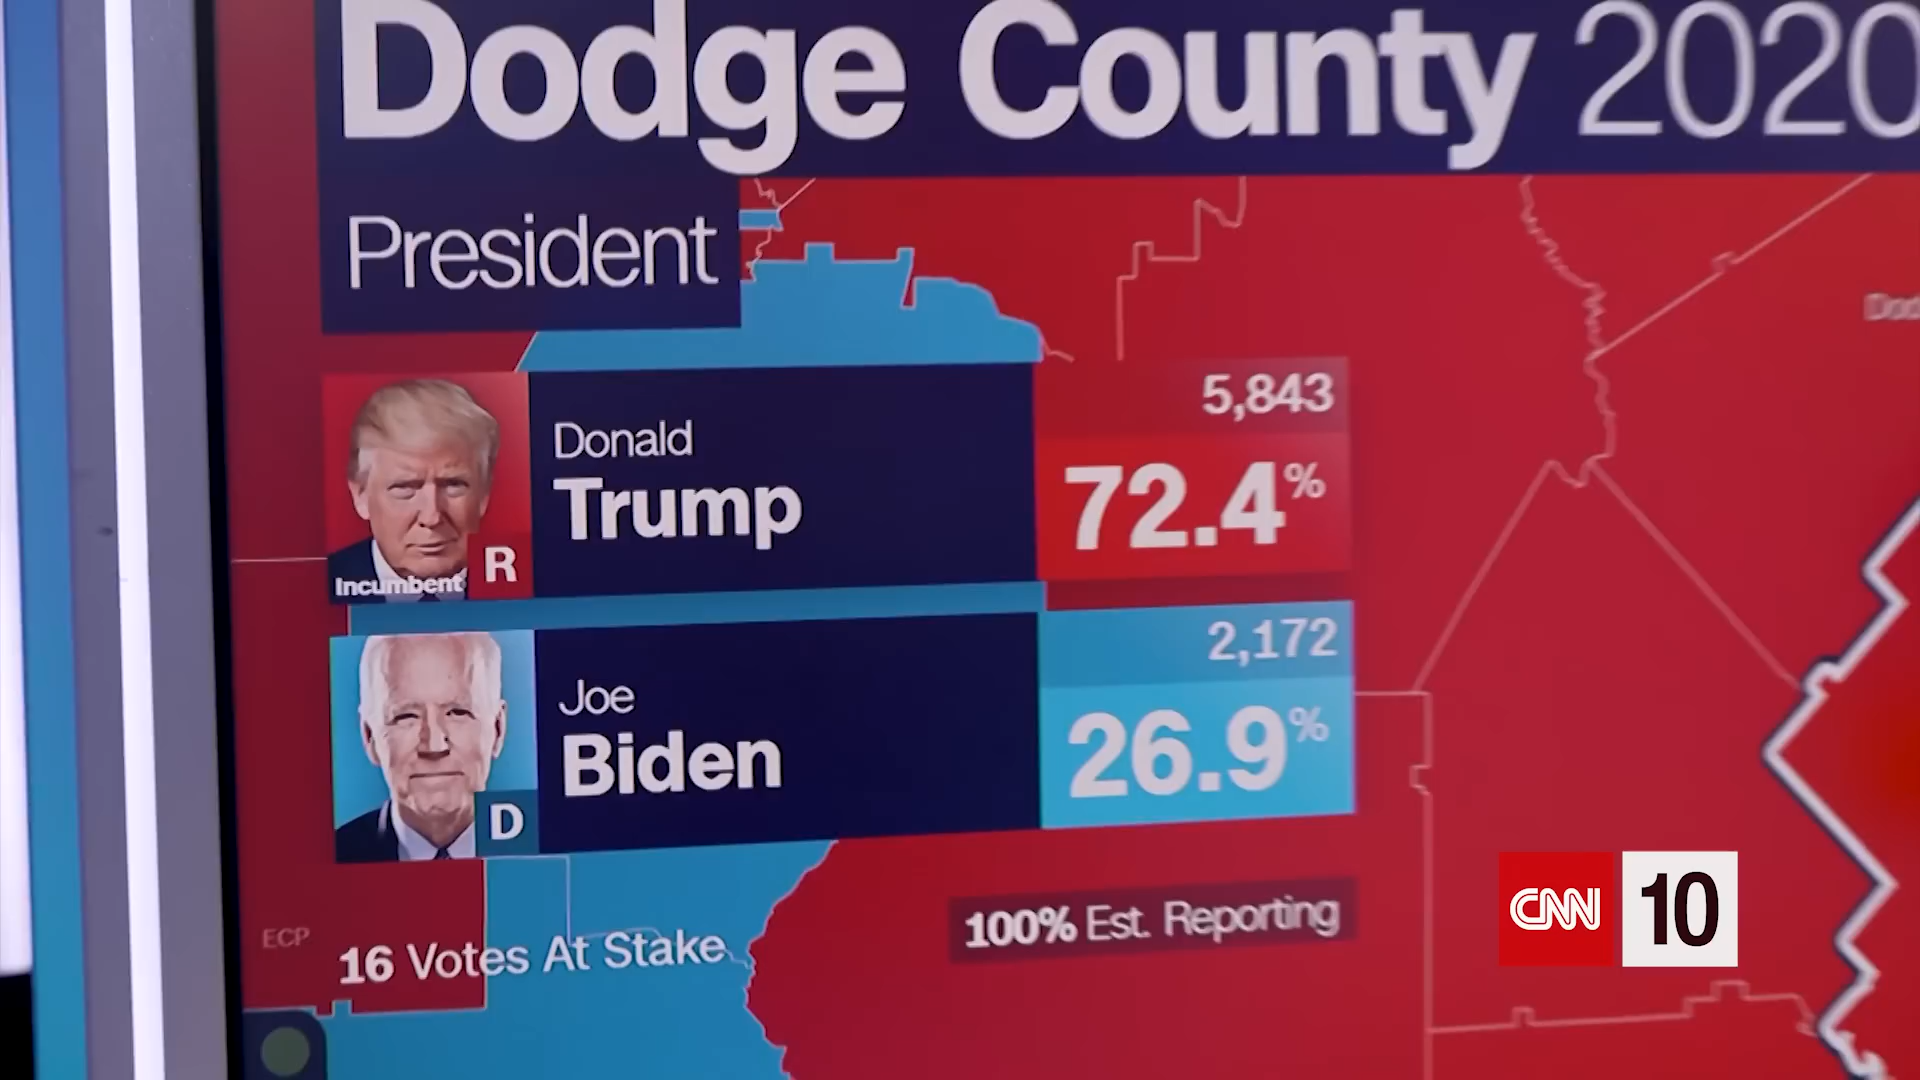 Dodge County 2020
President
Donald
Trump
5,843
72.4%
Incumbent R
Joe
Biden
2,172
26.9%
D
100% Est. Reporting
ECP
16 Votes At Stake
CNN 10